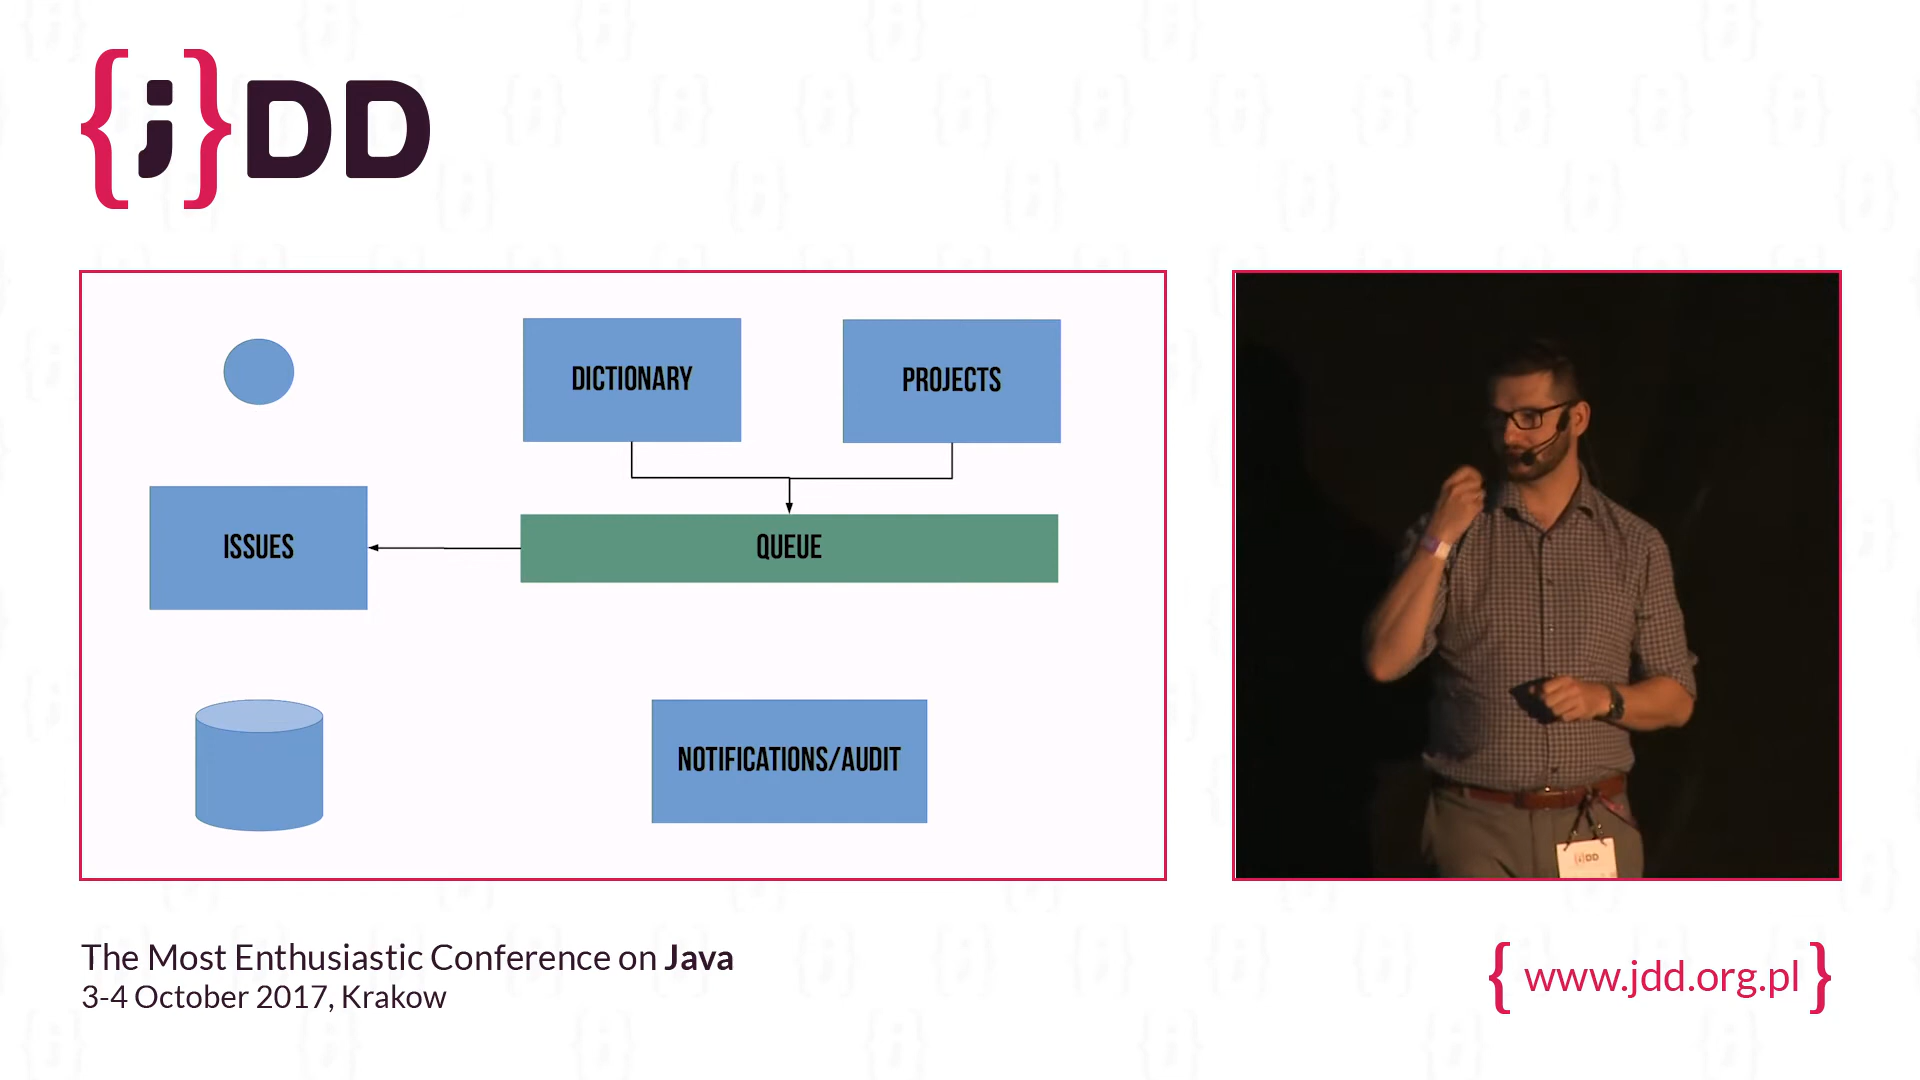 {;}DD
DICTIONARY
PROJECTS
ISSUES
QUEUE
NOTIFICATIONS/AUDIT
{;}DD
The Most Enthusiastic Conference on Java
3-4 October 2017, Krakow
{ www.jdd.org.pl }